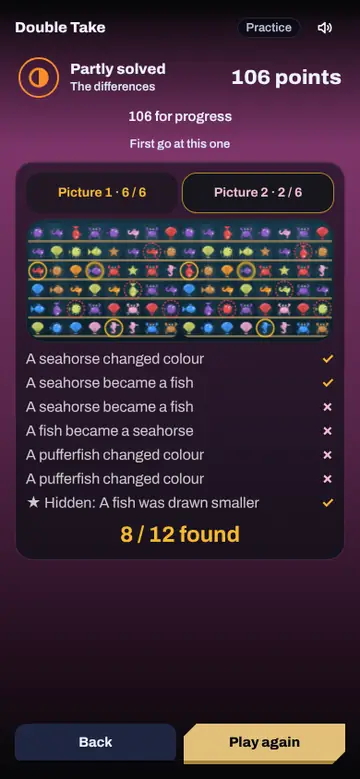 Double Take
Practice
Partly solved
The differences
106 points
106 for progress
First go at this one
Picture 1 · 6 / 6
Picture 2 · 2 / 6
A seahorse changed colour
A seahorse became a fish
A seahorse became a fish
A fish became a seahorse
A pufferfish changed colour
A pufferfish changed colour
★ Hidden: A fish was drawn smaller
8 / 12 found
Back
Play again